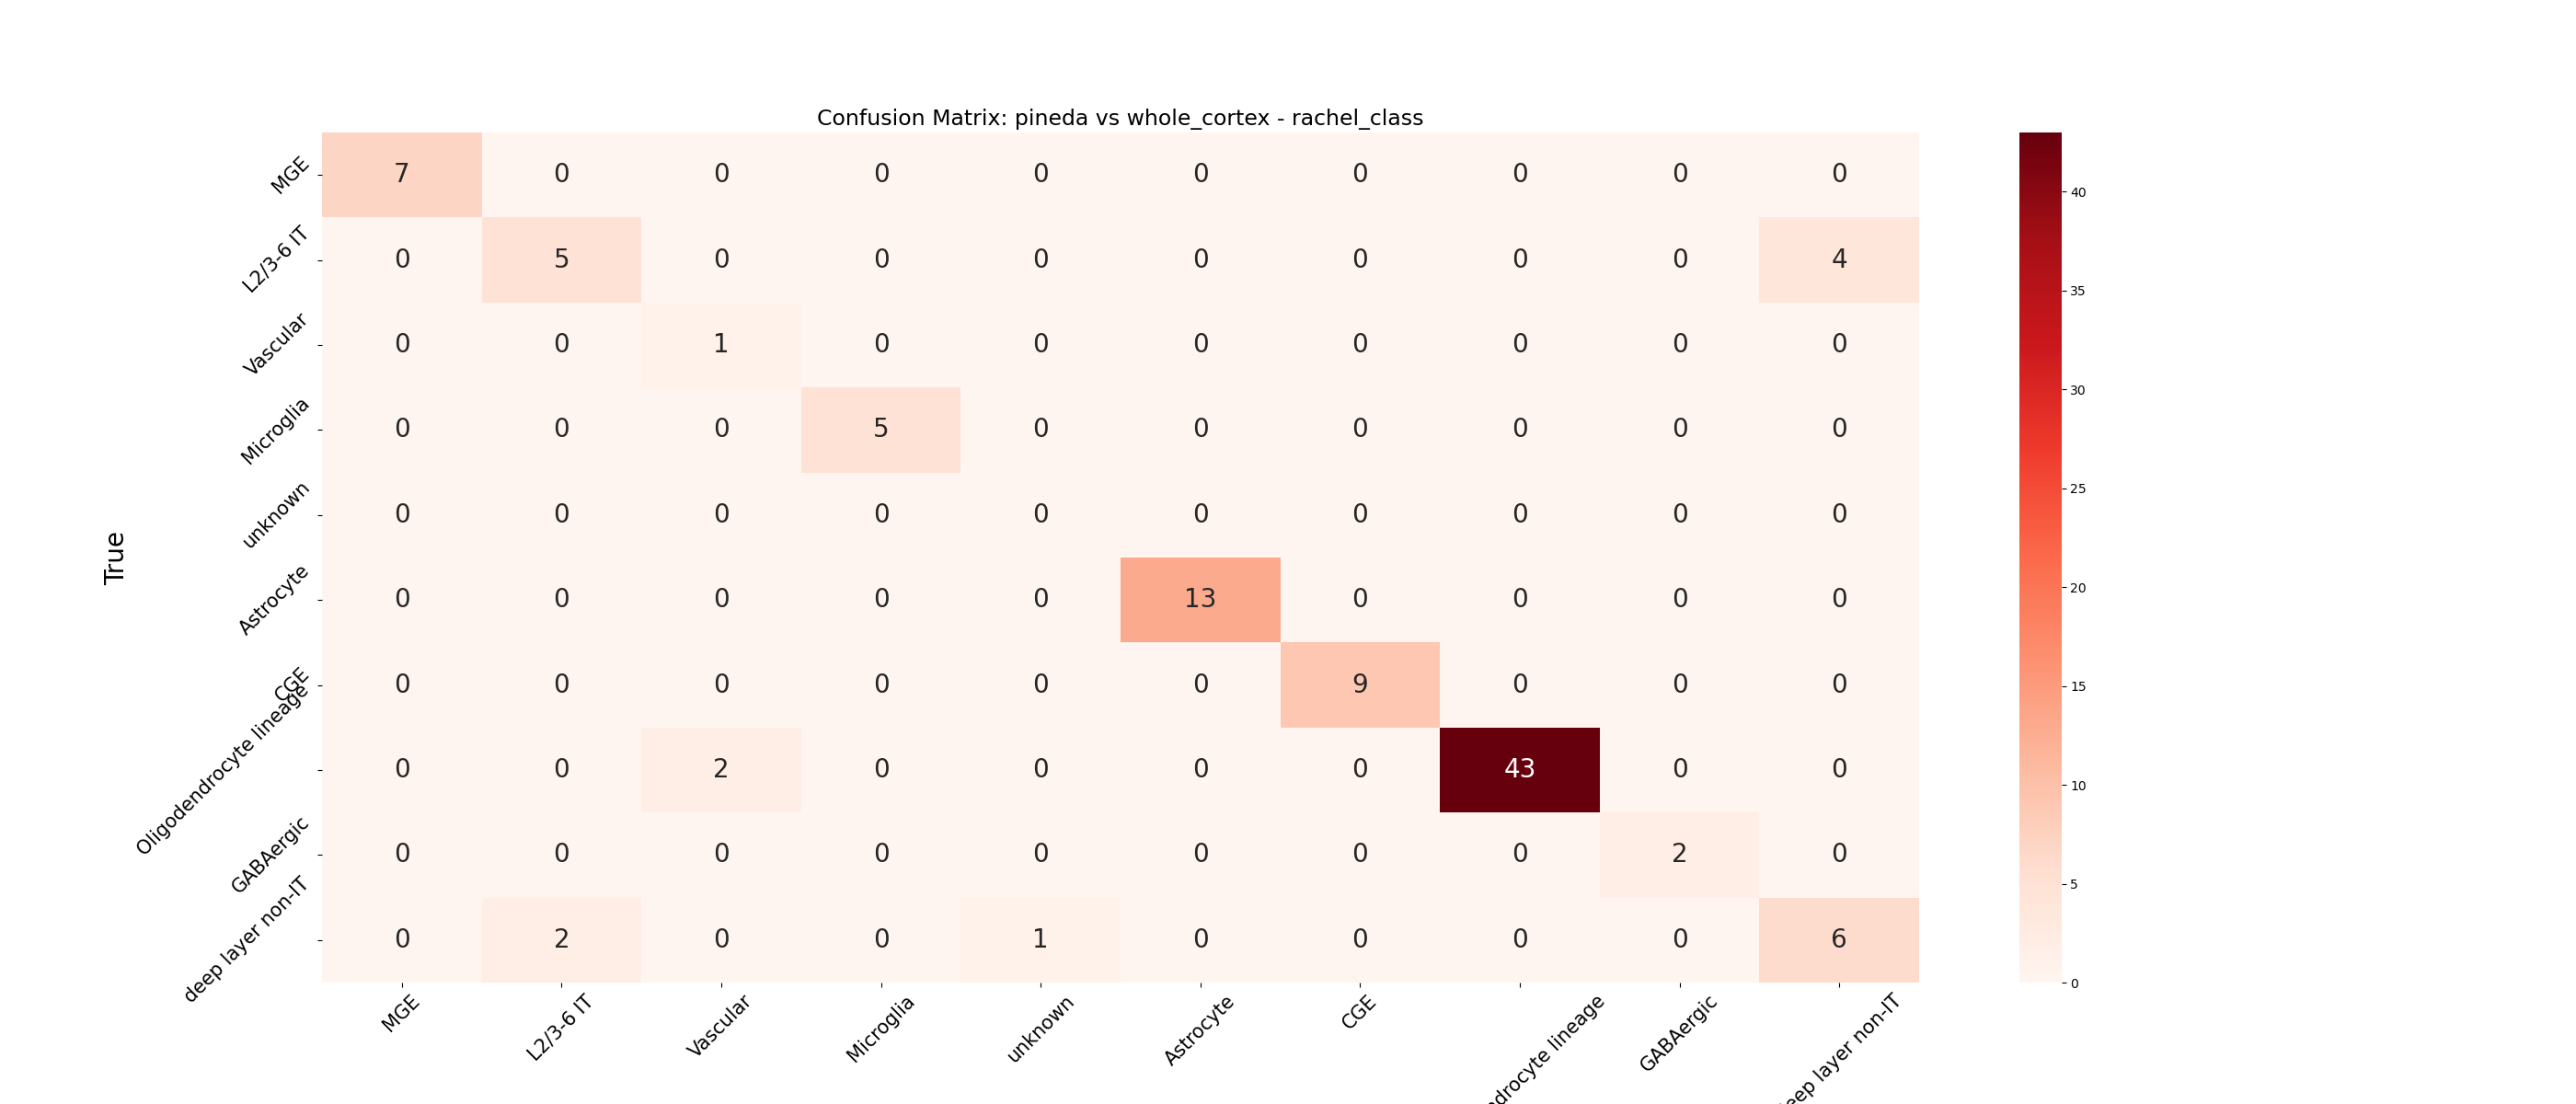 Confusion Matrix: pineda vs whole_cortex - rachel_class
True
MGE 7 0 0 0 0 0 0 0 0 0
L2/3-6 IT 0 5 0 0 0 0 0 0 0 4
Vascular 0 0 1 0 0 0 0 0 0 0
Microglia 0 0 0 5 0 0 0 0 0 0
unknown 0 0 0 0 0 0 0 0 0 0
Astrocyte 0 0 0 0 0 13 0 0 0 0
CGE 0 0 0 0 0 0 9 0 0 0
Oligodendrocyte lineage 0 0 2 0 0 0 0 43 0 0
GABAergic 0 0 0 0 0 0 0 0 2 0
deep layer non-IT 0 2 0 0 1 0 0 0 0 6
MGE L2/3-6 IT Vascular Microglia unknown Astrocyte CGE ndrocyte lineage GABAergic eep layer non-IT
40
35
30
25
20
15
10
5
0